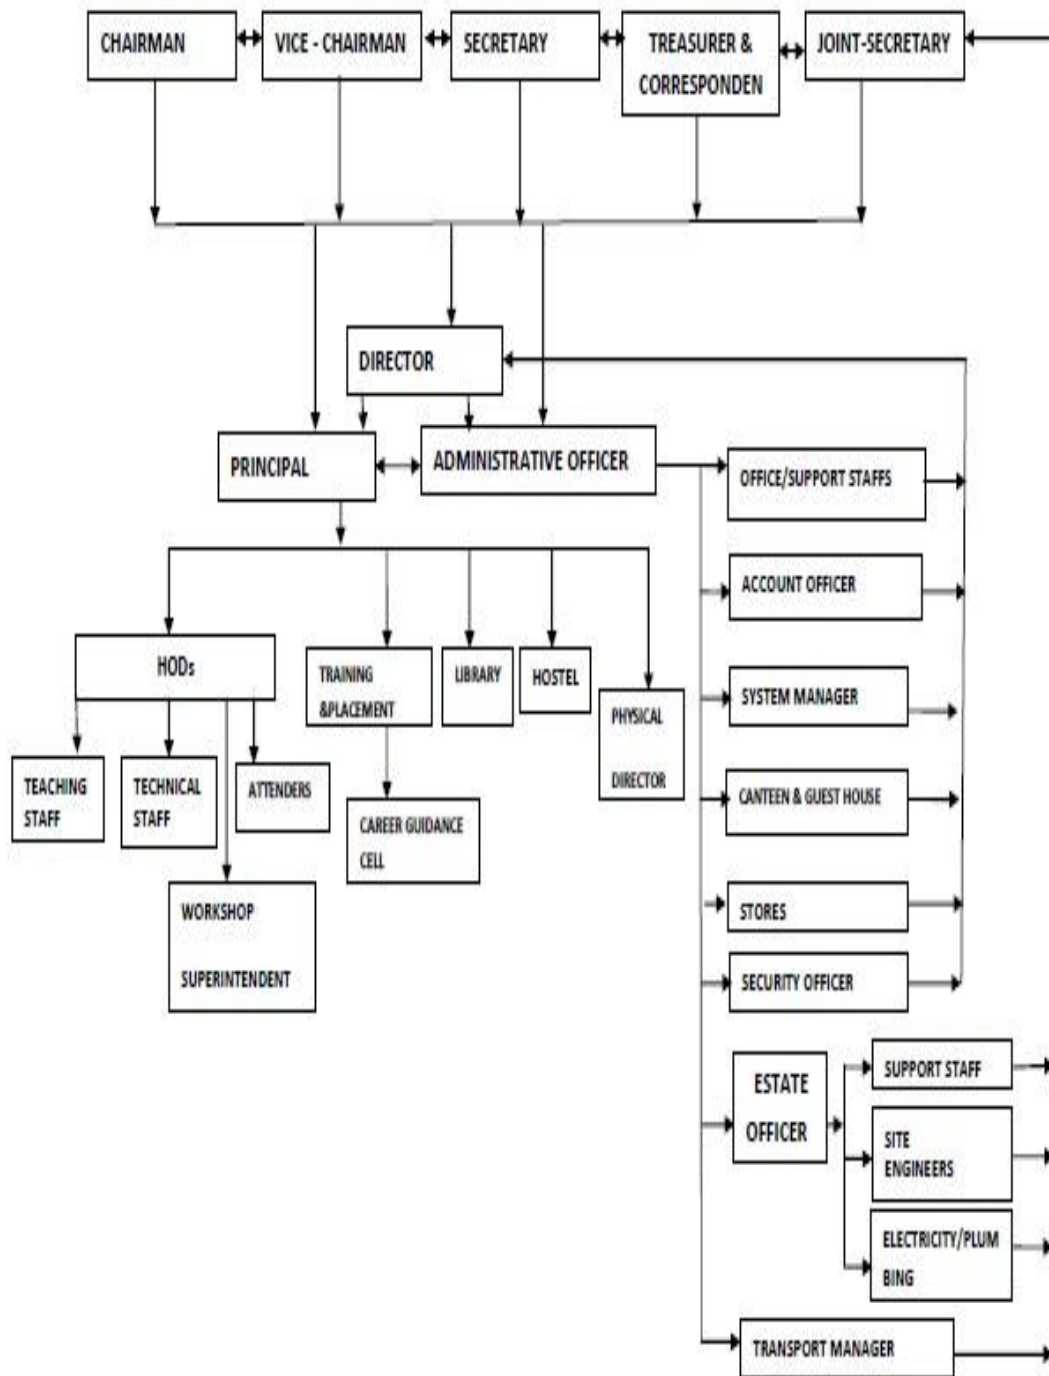 CHAIRMAN
VICE - CHAIRMAN
SECRETARY
TREASURER &
CORRESPONDEN
JOINT-SECRETARY
DIRECTOR
PRINCIPAL
ADMINISTRATIVE OFFICER
OFFICE/SUPPORT STAFFS
ACCOUNT OFFICER
SYSTEM MANAGER
CANTEEN & GUEST HOUSE
STORES
SECURITY OFFICER
HODs
TRAINING
&PLACEMENT
LIBRARY
HOSTEL
PHYSICAL
DIRECTOR
TEACHING
STAFF
TECHNICAL
STAFF
ATTENDERS
CAREER GUIDANCE
CELL
WORKSHOP
SUPERINTENDENT
ESTATE
OFFICER
SUPPORT STAFF
SITE
ENGINEERS
ELECTRICITY/PLUM
BING
TRANSPORT MANAGER